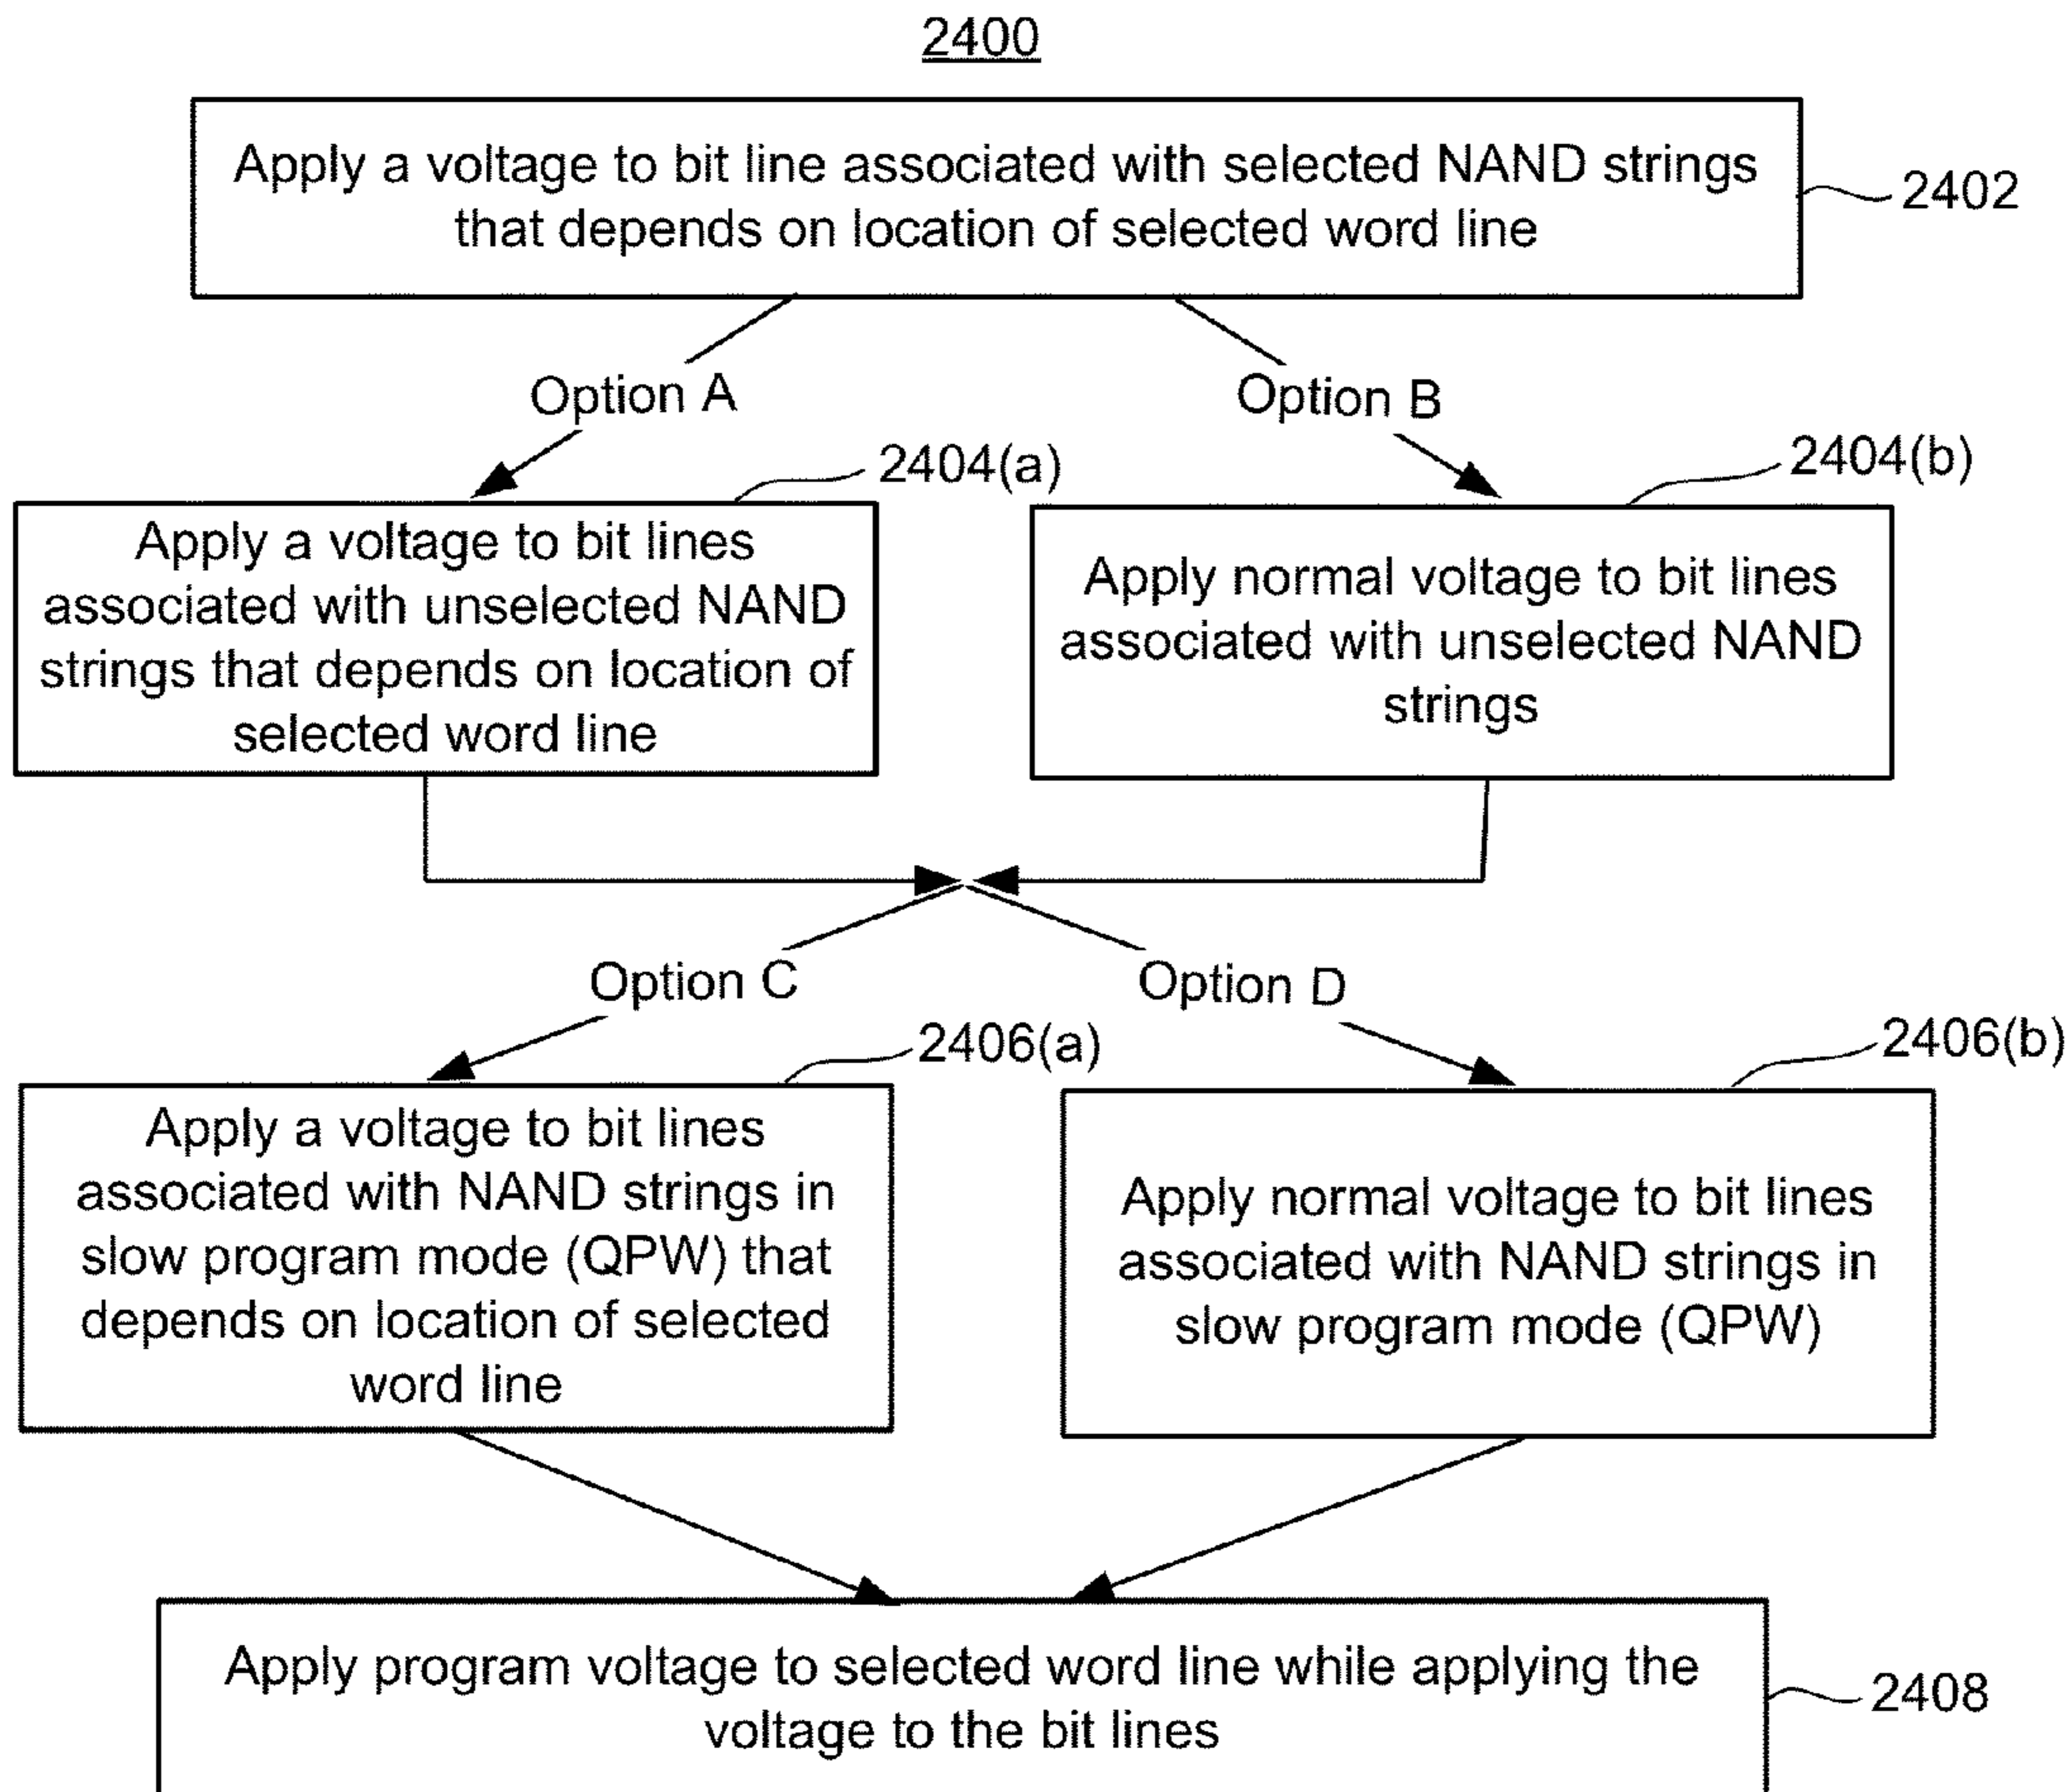 2400
Apply a voltage to bit line associated with selected NAND strings
that depends on location of selected word line
2402
Option A
Option B
2404(a)
2404(b)
Apply a voltage to bit lines
associated with unselected NAND
strings that depends on location of
selected word line
Apply normal voltage to bit lines
associated with unselected NAND
strings
Option C
Option D
2406(a)
2406(b)
Apply a voltage to bit lines
associated with NAND strings in
slow program mode (QPW) that
depends on location of selected
word line
Apply normal voltage to bit lines
associated with NAND strings in
slow program mode (QPW)
Apply program voltage to selected word line while applying the
voltage to the bit lines
2408